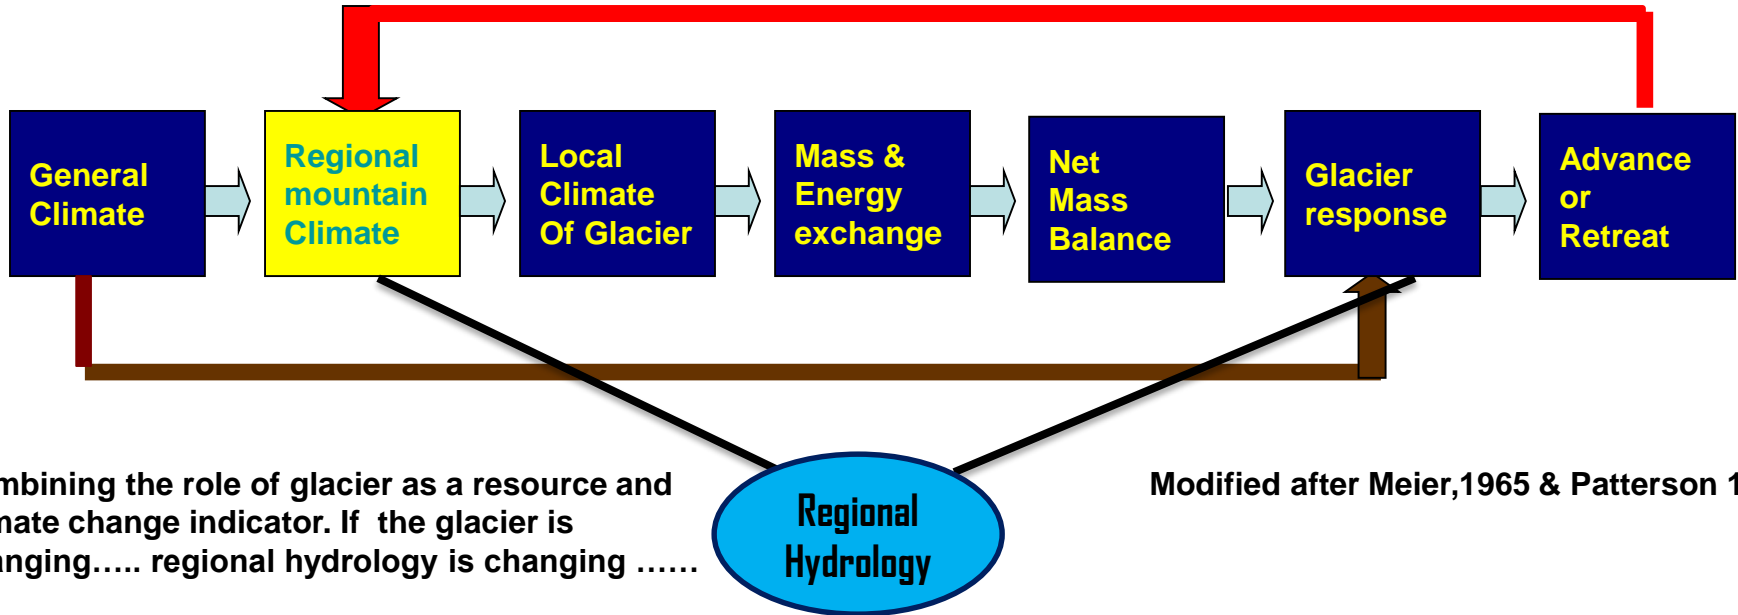 General
Climate
Regional
mountain
Climate
Local
Climate
Of Glacier
Mass &
Energy
exchange
Net
Mass
Balance
Glacier
response
Advance
or
Retreat
mbining the role of glacier as a resource and
mate change indicator. If the glacier is
anging..... regional hydrology is changing ......
Regional
Hydrology
Modified after Meier,1965 & Patterson 1